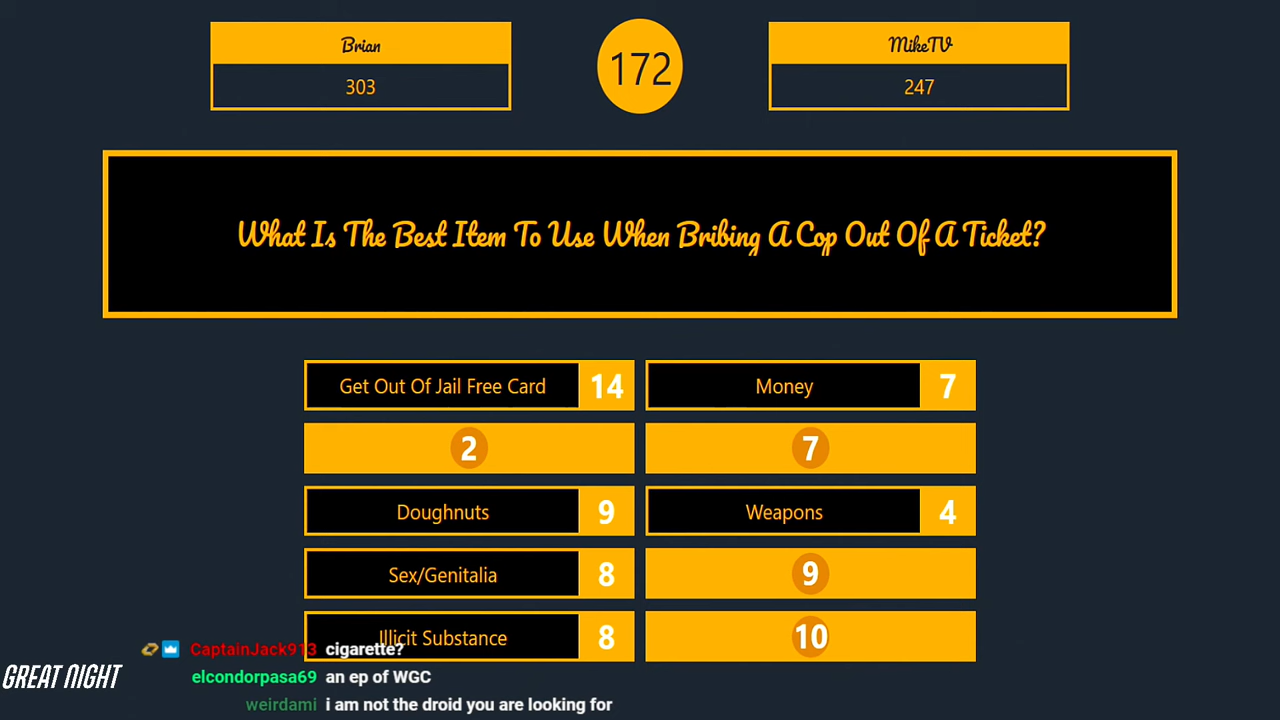 Brian
303
172
MikeTV
247
What Is The Best Item To Use When Bribing A Cop Out Of A Ticket?
Get Out Of Jail Free Card 14
Money 7
2
7
Doughnuts 9
Weapons 4
Sex/Genitalia 8
9
Illicit Substance 8
10
CaptainJack913 cigarette?
elcondorpasa69 an ep of WGC
weirdami i am not the droid you are looking for
GREAT NIGHT